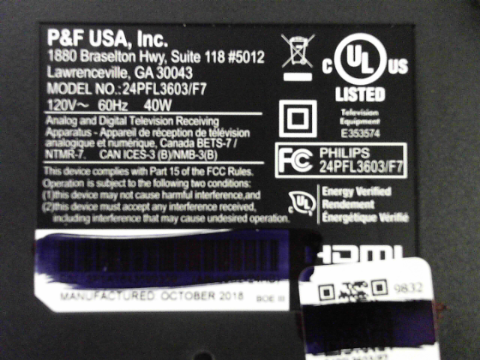 P&F USA, Inc.
1880 Braselton Hwy, Suite 118 #5012
Lawrenceville, GA 30043
MODEL NO.:24PFL3603/F7
120V~ 60Hz 40W
Analog and Digital Television Receiving
Apparatus - Appareil de réception de télévision
analogique et numérique, Canada BETS-7 /
NTMR-7. CAN ICES-3 (B)/NMB-3(B)
This device complies with Part 15 of the FCC Rules.
Operation is subject to the following two conditions:
(1)this device may not cause harmful interference,and
(2)this device must accept any interference received,
including interference that may cause undesired operation.
C UL US
LISTED
Television
Equipment
E353574
FC PHILIPS
24PFL3603/F7
UL
Energy Verified
Rendement
Énergétique Vérifié
HDMI
MANUFACTURED: OCTOBER 2018
9832